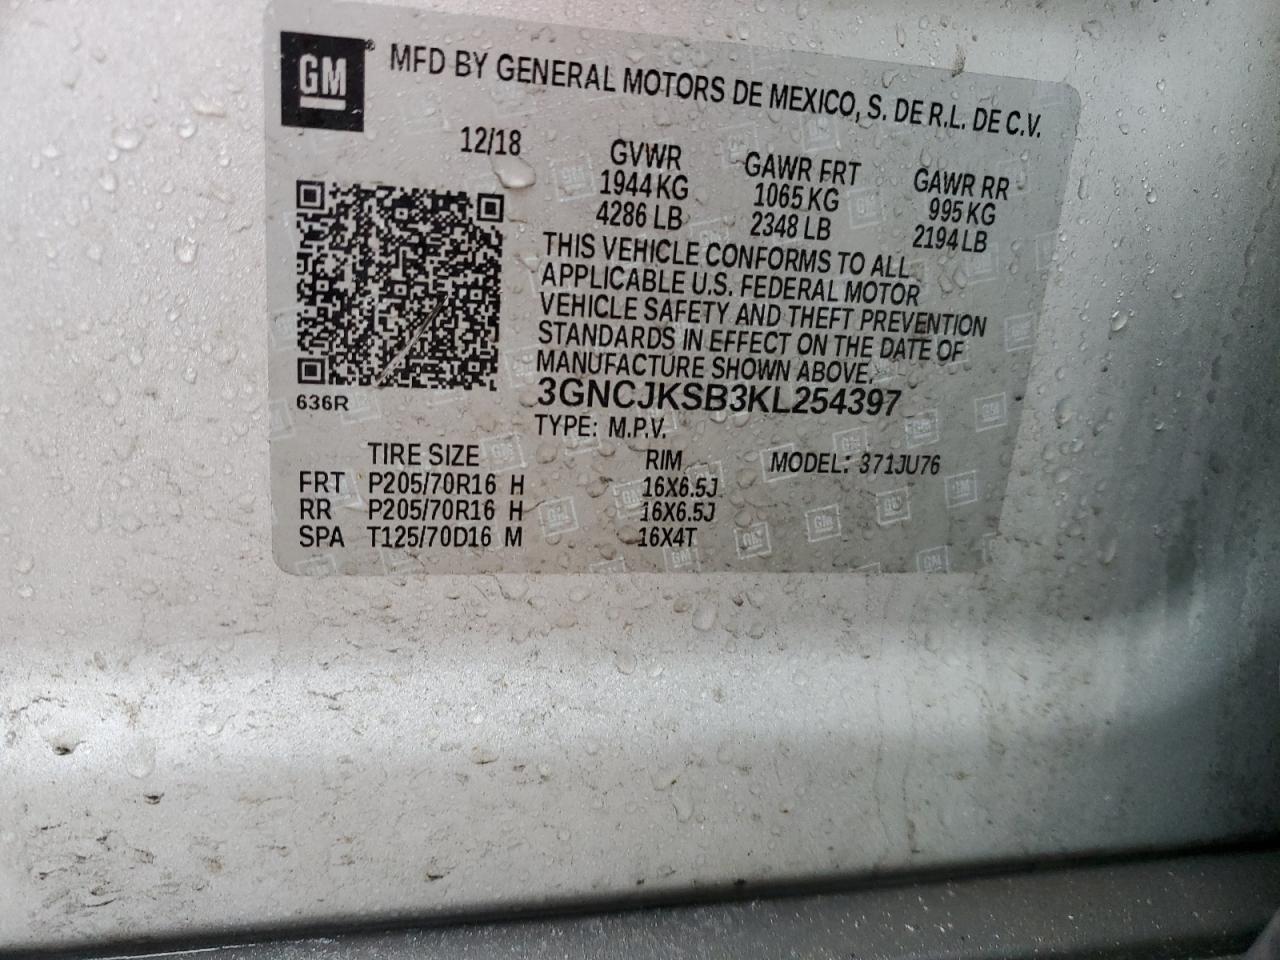 GM® MFD BY GENERAL MOTORS DE MEXICO, S. DE R.L. DE C.V.
12/18 GVWR GAWR FRT GAWR RR
1944 KG 1065 KG 995 KG
4286 LB 2348 LB 2194 LB
THIS VEHICLE CONFORMS TO ALL
APPLICABLE U.S. FEDERAL MOTOR
VEHICLE SAFETY AND THEFT PREVENTION
STANDARDS IN EFFECT ON THE DATE OF
MANUFACTURE SHOWN ABOVE.
636R
3GNCJKSB3KL254397
TYPE: M.P.V.
TIRE SIZE RIM MODEL: 371JU76
FRT P205/70R16 H 16X6.5J
RR P205/70R16 H 16X6.5J
SPA T125/70D16 M 16X4T